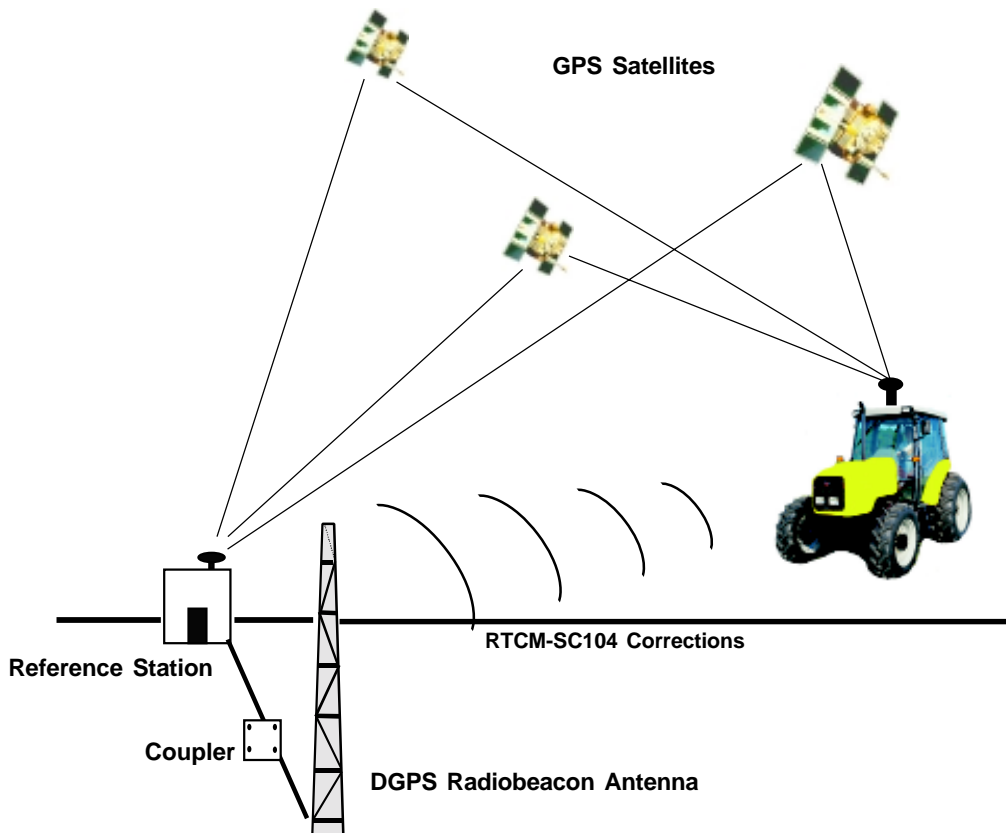 GPS Satellites
RTCM-SC104 Corrections
Reference Station
Coupler
DGPS Radiobeacon Antenna